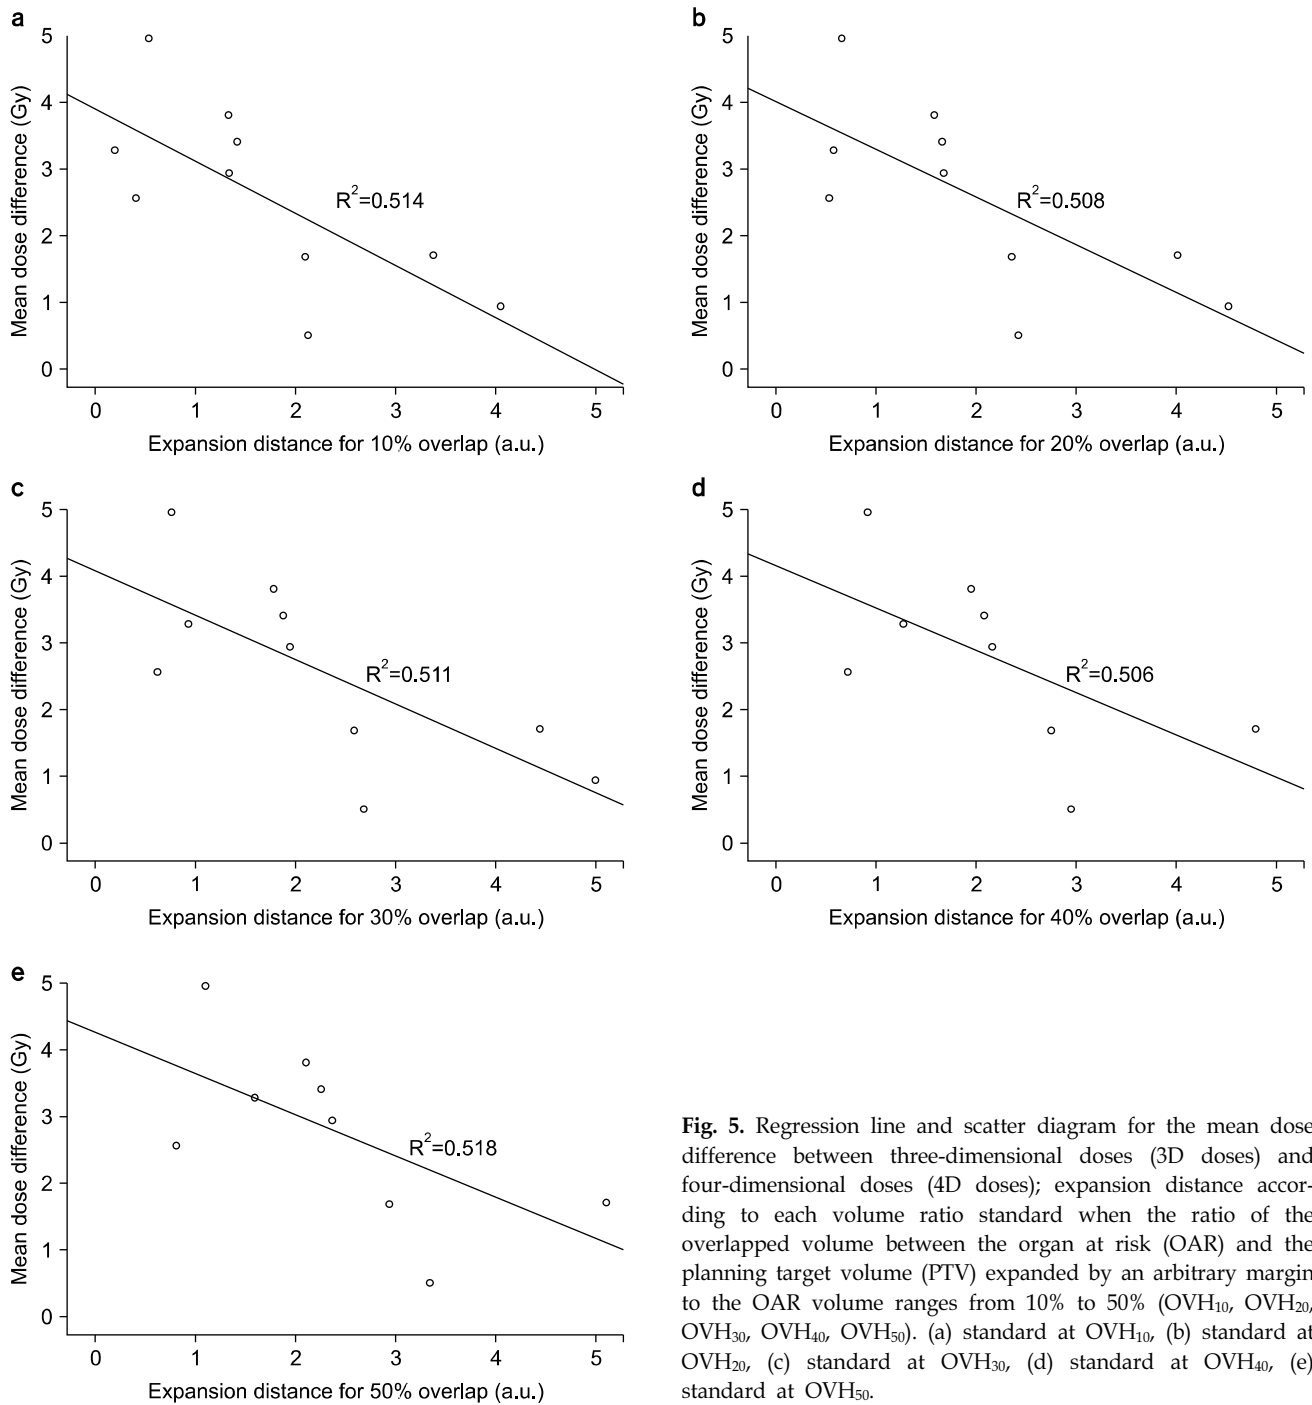 a
Mean dose difference (Gy)
5
4
3
2
1
0
R²=0.514
0 1 2 3 4 5
Expansion distance for 10% overlap (a.u.)
b
Mean dose difference (Gy)
5
4
3
2
1
0
R²=0.508
0 1 2 3 4 5
Expansion distance for 20% overlap (a.u.)
c
Mean dose difference (Gy)
5
4
3
2
1
0
R²=0.511
0 1 2 3 4 5
Expansion distance for 30% overlap (a.u.)
d
Mean dose difference (Gy)
5
4
3
2
1
0
R²=0.506
0 1 2 3 4 5
Expansion distance for 40% overlap (a.u.)
e
Mean dose difference (Gy)
5
4
3
2
1
0
R²=0.518
0 1 2 3 4 5
Expansion distance for 50% overlap (a.u.)
Fig. 5. Regression line and scatter diagram for the mean dose
difference between three-dimensional doses (3D doses) and
four-dimensional doses (4D doses); expansion distance accor-
ding to each volume ratio standard when the ratio of the
overlapped volume between the organ at risk (OAR) and the
planning target volume (PTV) expanded by an arbitrary margin
to the OAR volume ranges from 10% to 50% (OVH₁₀, OVH₂₀,
OVH₃₀, OVH₄₀, OVH₅₀). (a) standard at OVH₁₀, (b) standard at
OVH₂₀, (c) standard at OVH₃₀, (d) standard at OVH₄₀, (e)
standard at OVH₅₀.